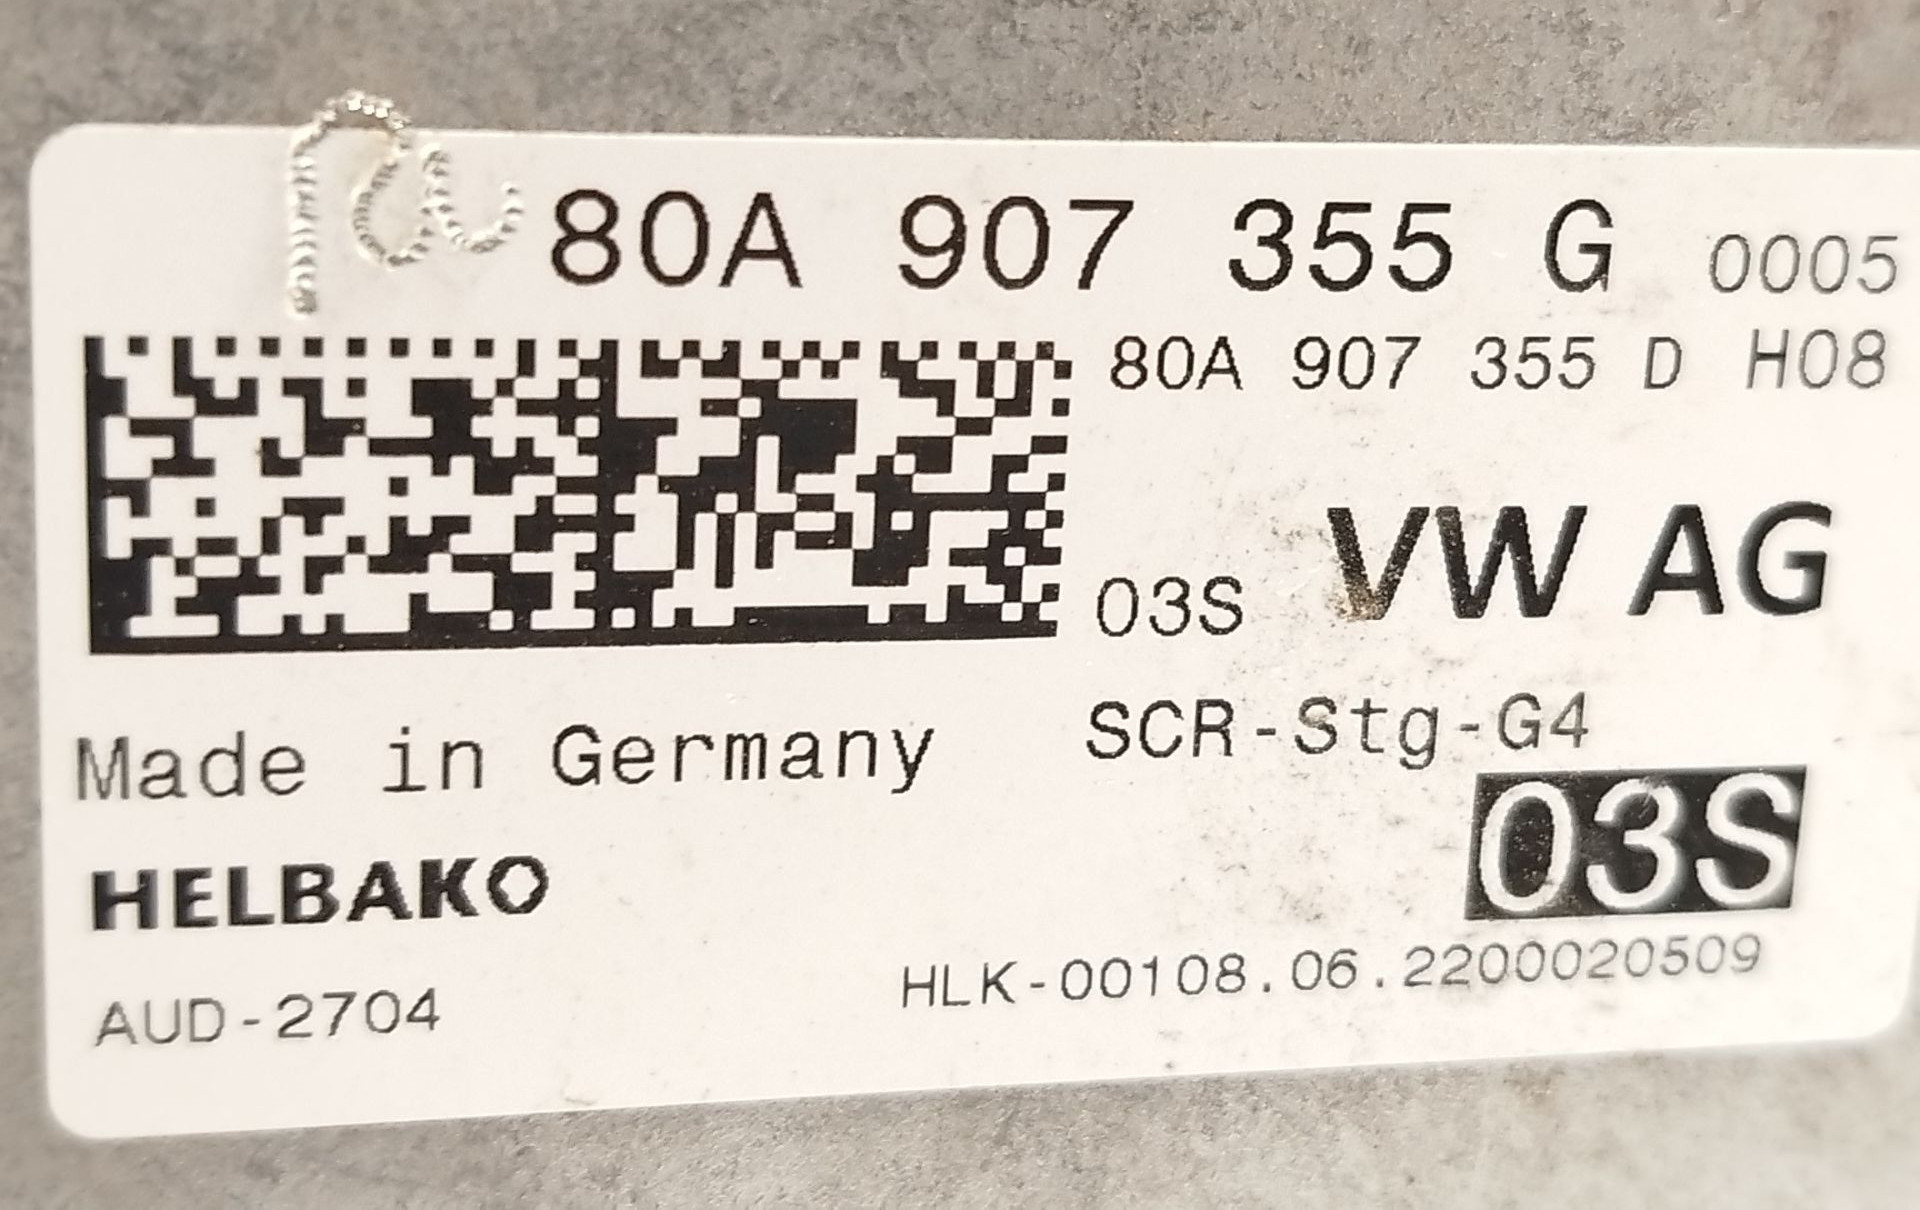 80A 907 355 G 0005
80A 907 355 D H08
03S VW AG
Made in Germany SCR-Stg-G4
03S
HELBAKO
AUD-2704 HLK-00108.06.2200020509